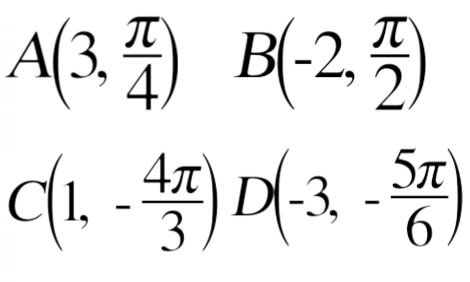 A(3, π/4) B(-2, π/2)
C(1, -4π/3) D(-3, -5π/6)